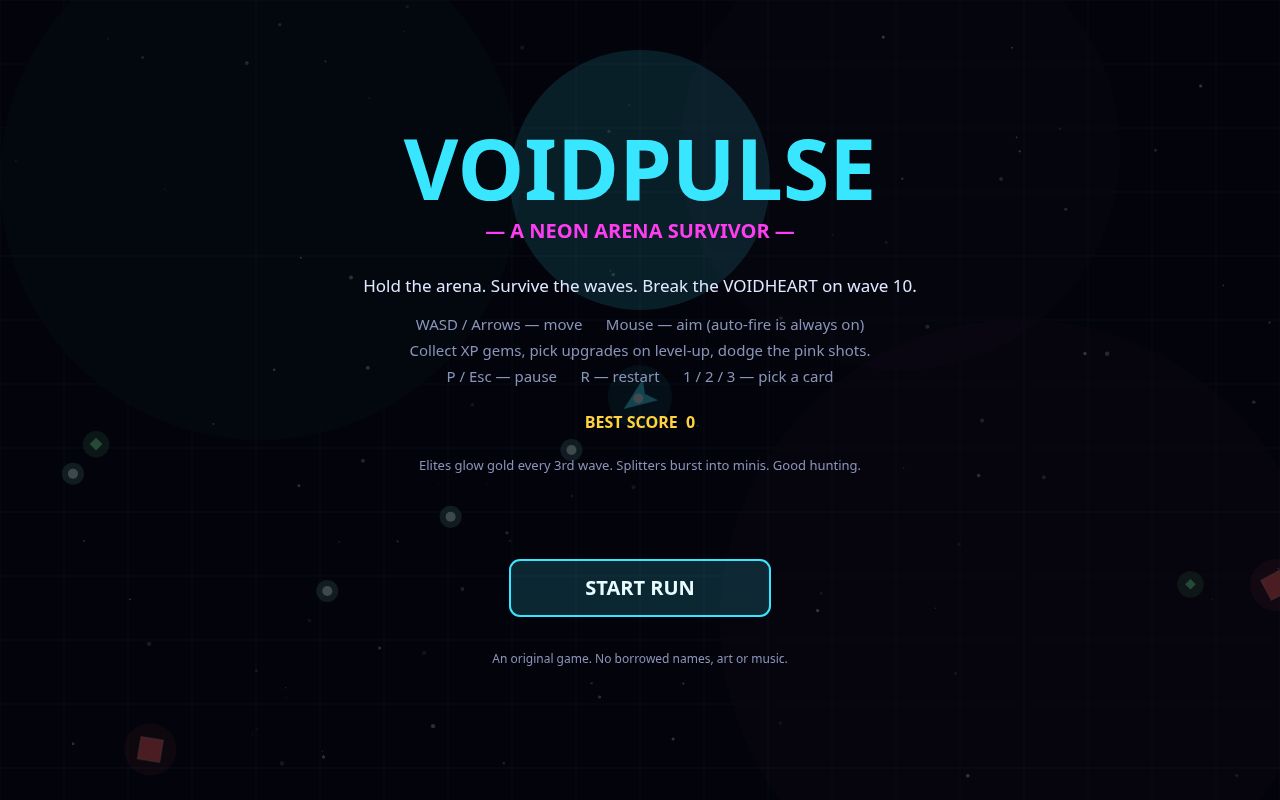 VOIDPULSE
— A NEON ARENA SURVIVOR —
Hold the arena. Survive the waves. Break the VOIDHEART on wave 10.
WASD / Arrows — move Mouse — aim (auto-fire is always on)
Collect XP gems, pick upgrades on level-up, dodge the pink shots.
P / Esc — pause R — restart 1 / 2 / 3 — pick a card
BEST SCORE 0
Elites glow gold every 3rd wave. Splitters burst into minis. Good hunting.
START RUN
An original game. No borrowed names, art or music.